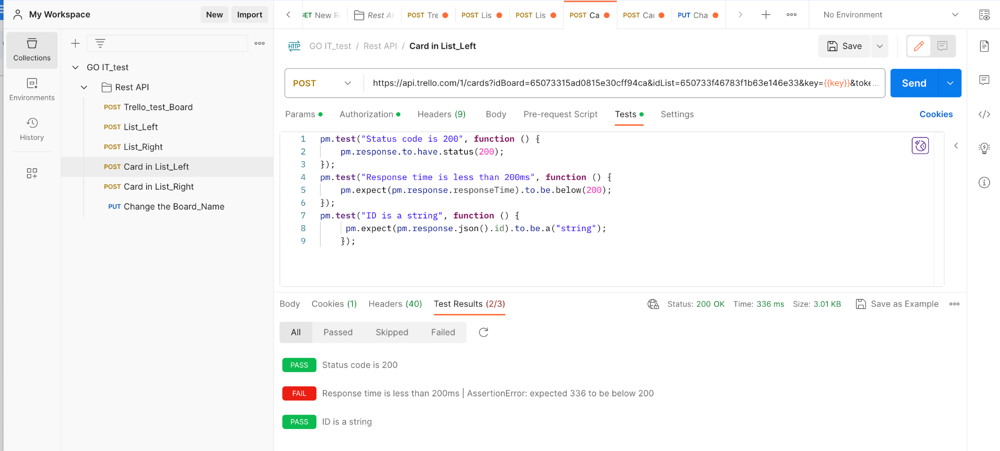 My Workspace
New
Import
GET New R
Rest AP
POST Tre
POST Lis
POST Lis
POST Ca
POST Car
PUT Cha
No Environment
Collections
Environments
History
GO IT_test
Rest API
POST Trello_test_Board
POST List_Left
POST List_Right
POST Card in List_Left
POST Card in List_Right
PUT Change the Board_Name
HTTP GO IT_test / Rest API / Card in List_Left
Save
POST
https://api.trello.com/1/cards?idBoard=65073315ad0815e30cff94ca&idList=650733f46783f1b63e146e33&key={{key}}&toke...
Send
Params
Authorization
Headers (9)
Body
Pre-request Script
Tests
Settings
Cookies
1 pm.test("Status code is 200", function () {
2 pm.response.to.have.status(200);
3 });
4 pm.test("Response time is less than 200ms", function () {
5 pm.expect(pm.response.responseTime).to.be.below(200);
6 });
7 pm.test("ID is a string", function () {
8 pm.expect(pm.response.json().id).to.be.a("string");
9 });
Body
Cookies (1)
Headers (40)
Test Results (2/3)
Status: 200 OK
Time: 336 ms
Size: 3.01 KB
Save as Example
All
Passed
Skipped
Failed
PASS Status code is 200
FAIL Response time is less than 200ms | AssertionError: expected 336 to be below 200
PASS ID is a string